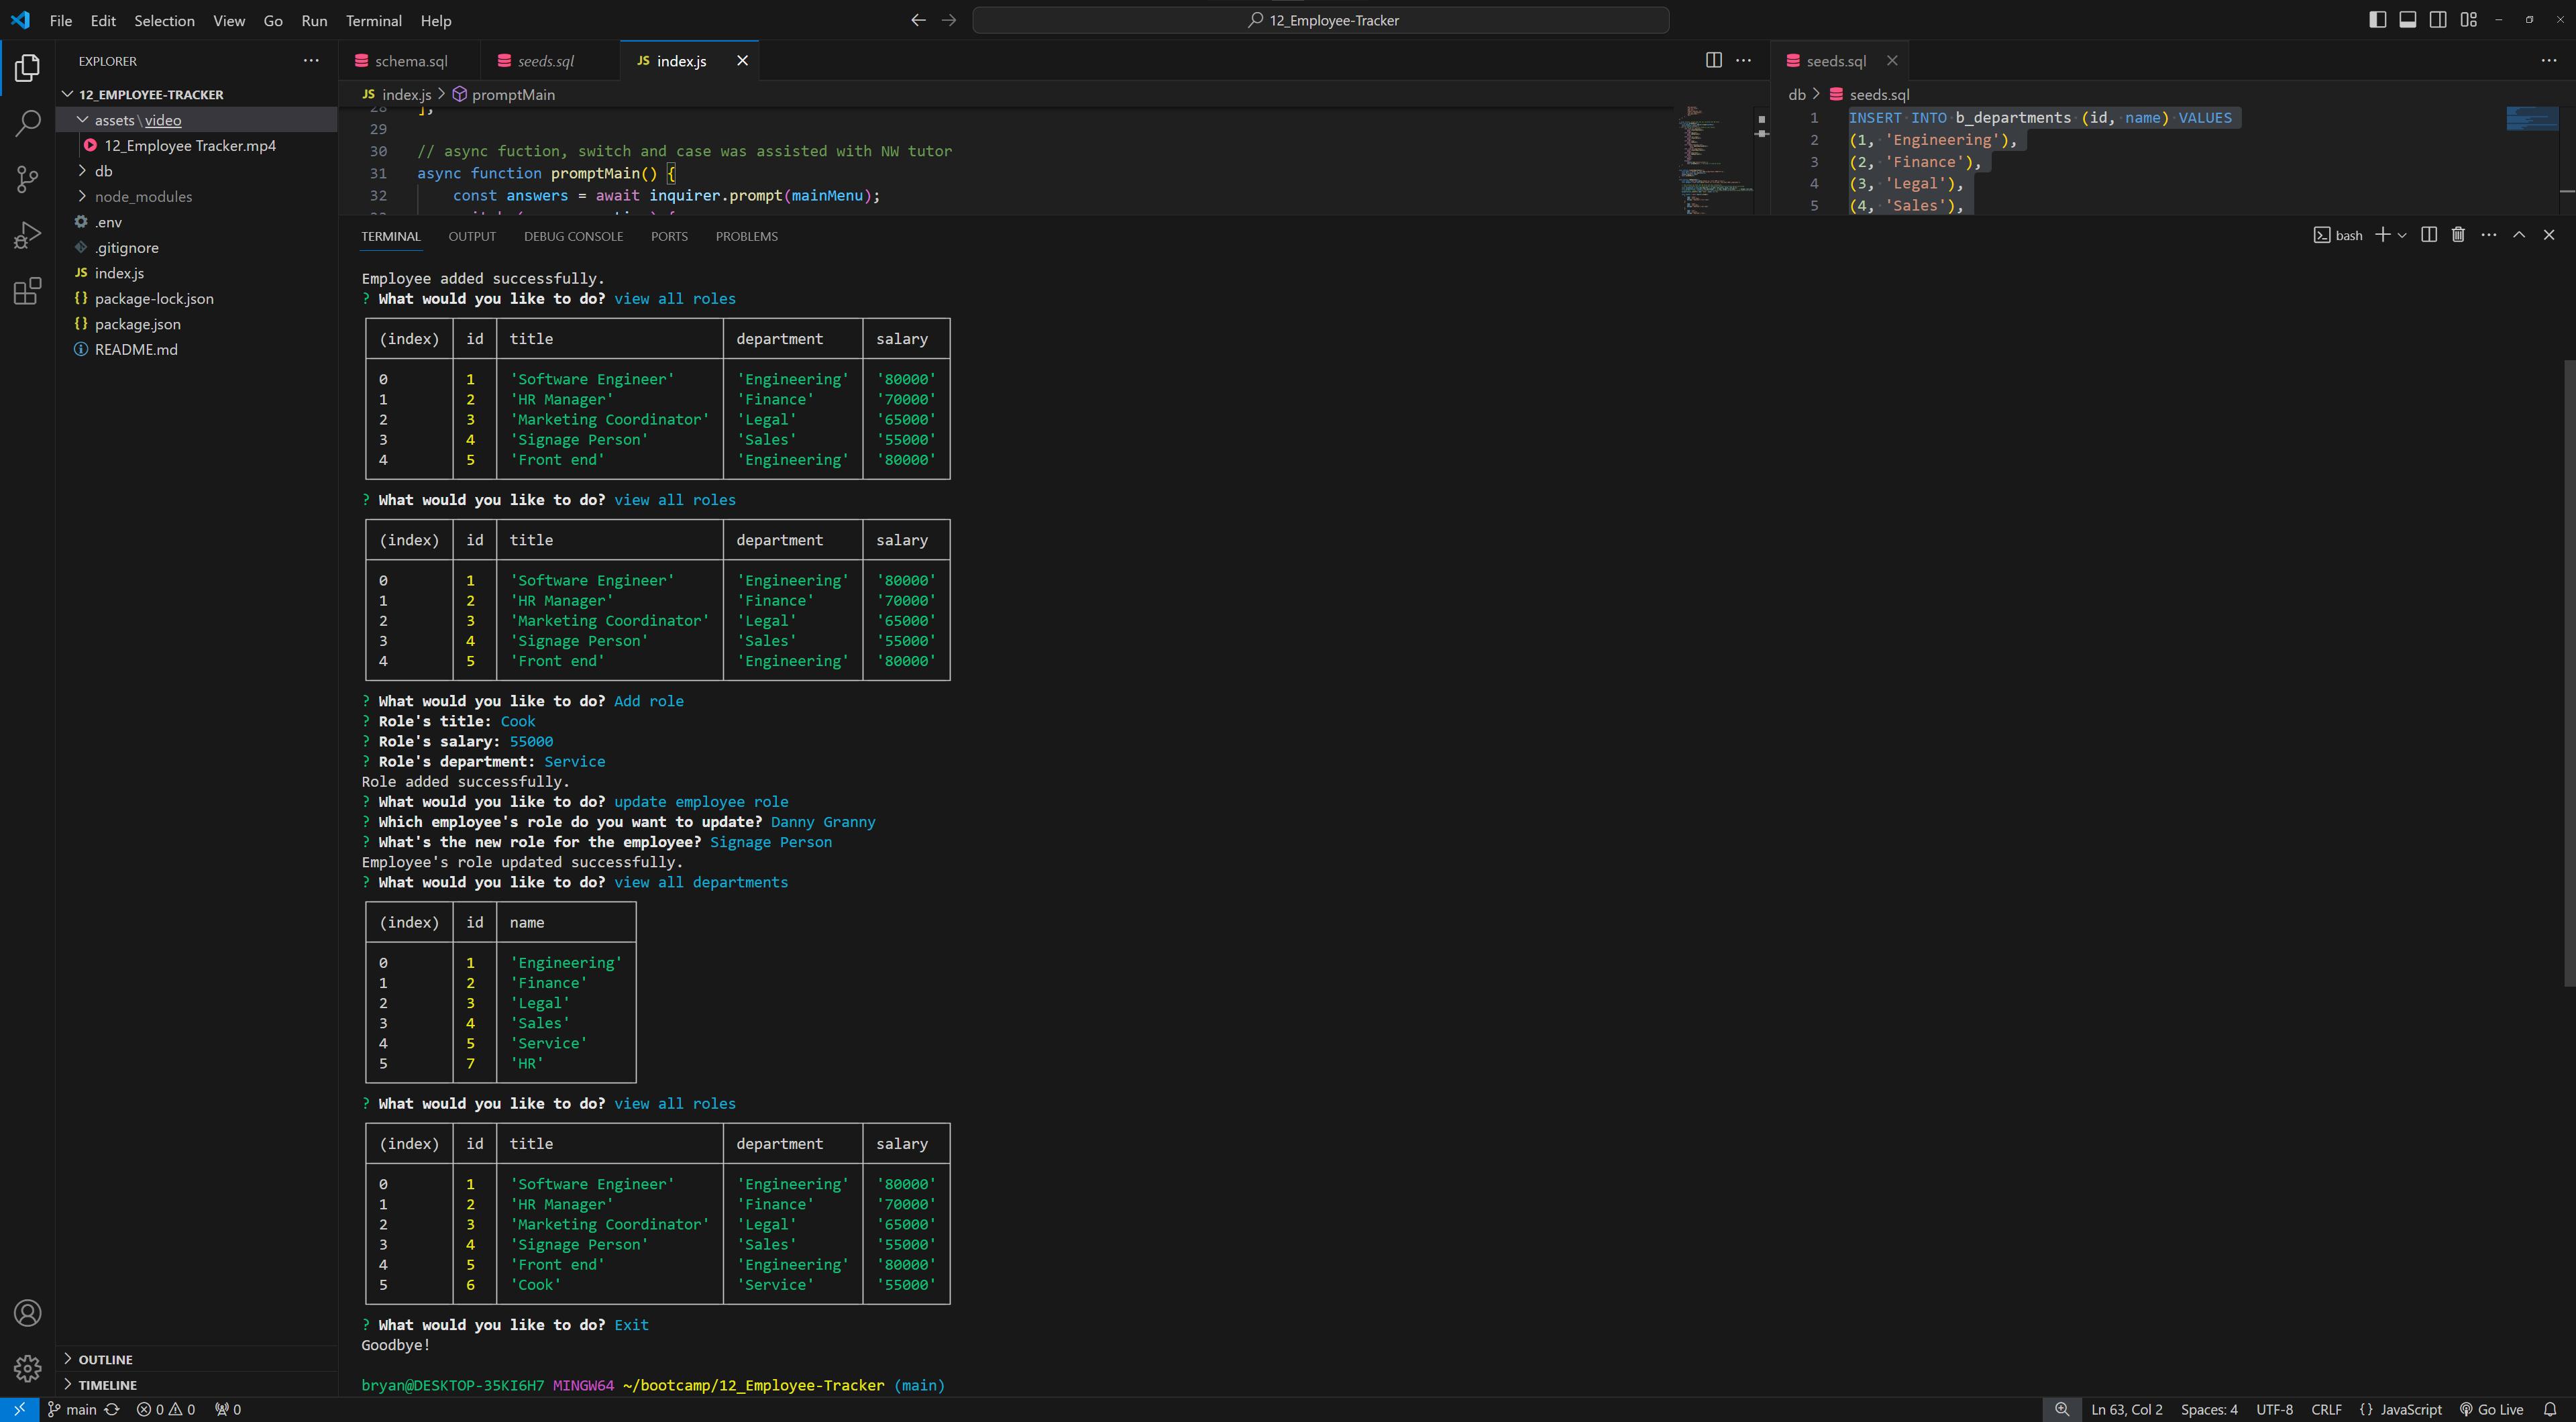 File Edit Selection View Go Run Terminal Help
12_Employee-Tracker
EXPLORER
12_EMPLOYEE-TRACKER
assets\video
12_Employee Tracker.mp4
db
node_modules
.env
.gitignore
JS index.js
{} package-lock.json
{} package.json
README.md
OUTLINE
TIMELINE
schema.sql
seeds.sql
JS index.js
JS index.js > promptMain
28 ];
29
30 // async fuction, switch and case was assisted with NW tutor
31 async function promptMain() {
32 const answers = await inquirer.prompt(mainMenu);
seeds.sql
db > seeds.sql
1 INSERT INTO b_departments (id, name) VALUES
2 (1, 'Engineering'),
3 (2, 'Finance'),
4 (3, 'Legal'),
5 (4, 'Sales'),
TERMINAL OUTPUT DEBUG CONSOLE PORTS PROBLEMS
bash
Employee added successfully.
? What would you like to do? view all roles
(index) id title department salary
0 1 'Software Engineer' 'Engineering' '80000'
1 2 'HR Manager' 'Finance' '70000'
2 3 'Marketing Coordinator' 'Legal' '65000'
3 4 'Signage Person' 'Sales' '55000'
4 5 'Front end' 'Engineering' '80000'
? What would you like to do? view all roles
(index) id title department salary
0 1 'Software Engineer' 'Engineering' '80000'
1 2 'HR Manager' 'Finance' '70000'
2 3 'Marketing Coordinator' 'Legal' '65000'
3 4 'Signage Person' 'Sales' '55000'
4 5 'Front end' 'Engineering' '80000'
? What would you like to do? Add role
? Role's title: Cook
? Role's salary: 55000
? Role's department: Service
Role added successfully.
? What would you like to do? update employee role
? Which employee's role do you want to update? Danny Granny
? What's the new role for the employee? Signage Person
Employee's role updated successfully.
? What would you like to do? view all departments
(index) id name
0 1 'Engineering'
1 2 'Finance'
2 3 'Legal'
3 4 'Sales'
4 5 'Service'
5 7 'HR'
? What would you like to do? view all roles
(index) id title department salary
0 1 'Software Engineer' 'Engineering' '80000'
1 2 'HR Manager' 'Finance' '70000'
2 3 'Marketing Coordinator' 'Legal' '65000'
3 4 'Signage Person' 'Sales' '55000'
4 5 'Front end' 'Engineering' '80000'
5 6 'Cook' 'Service' '55000'
? What would you like to do? Exit
Goodbye!
bryan@DESKTOP-35KI6H7 MINGW64 ~/bootcamp/12_Employee-Tracker (main)
main 0 0 0
Ln 63, Col 2 Spaces: 4 UTF-8 CRLF {} JavaScript Go Live